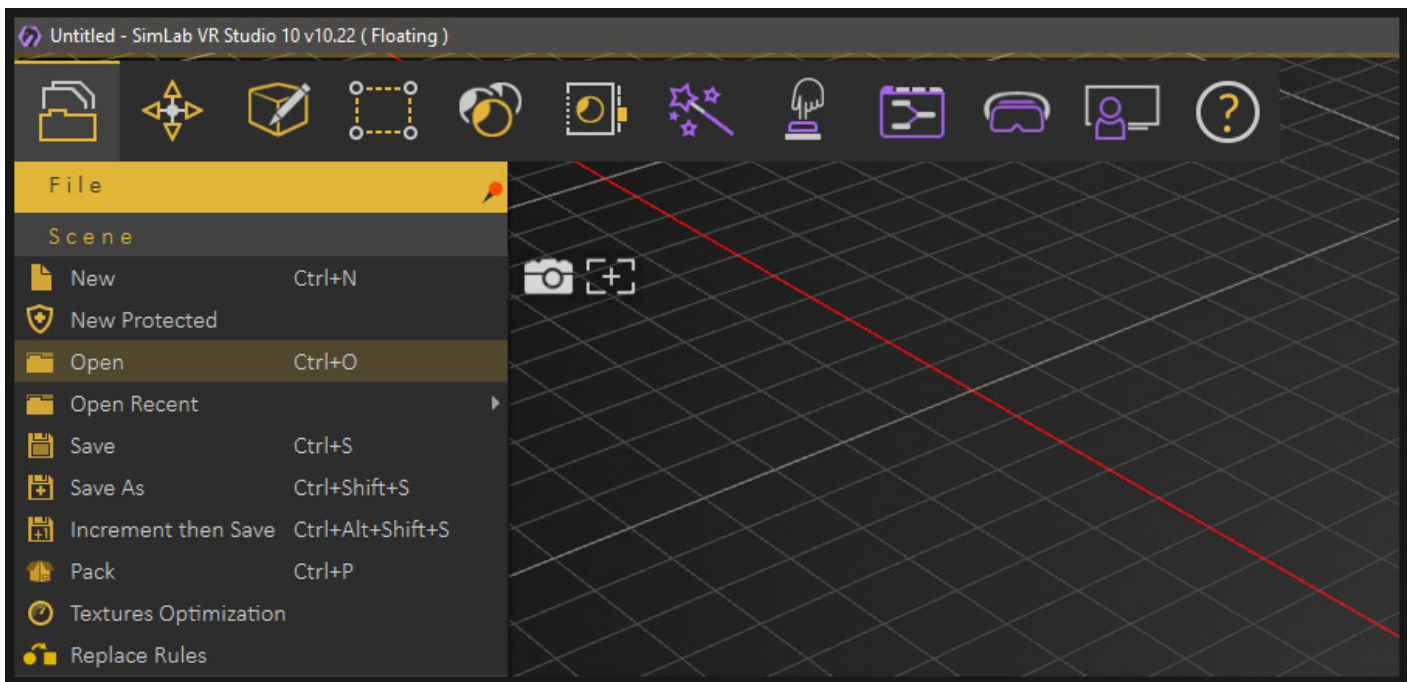 Untitled - SimLab VR Studio 10 v10.22 ( Floating )
?
File
Scene
New Ctrl+N
New Protected
Open Ctrl+O
Open Recent
Save Ctrl+S
Save As Ctrl+Shift+S
+1 Increment then Save Ctrl+Alt+Shift+S
Pack Ctrl+P
Textures Optimization
Replace Rules